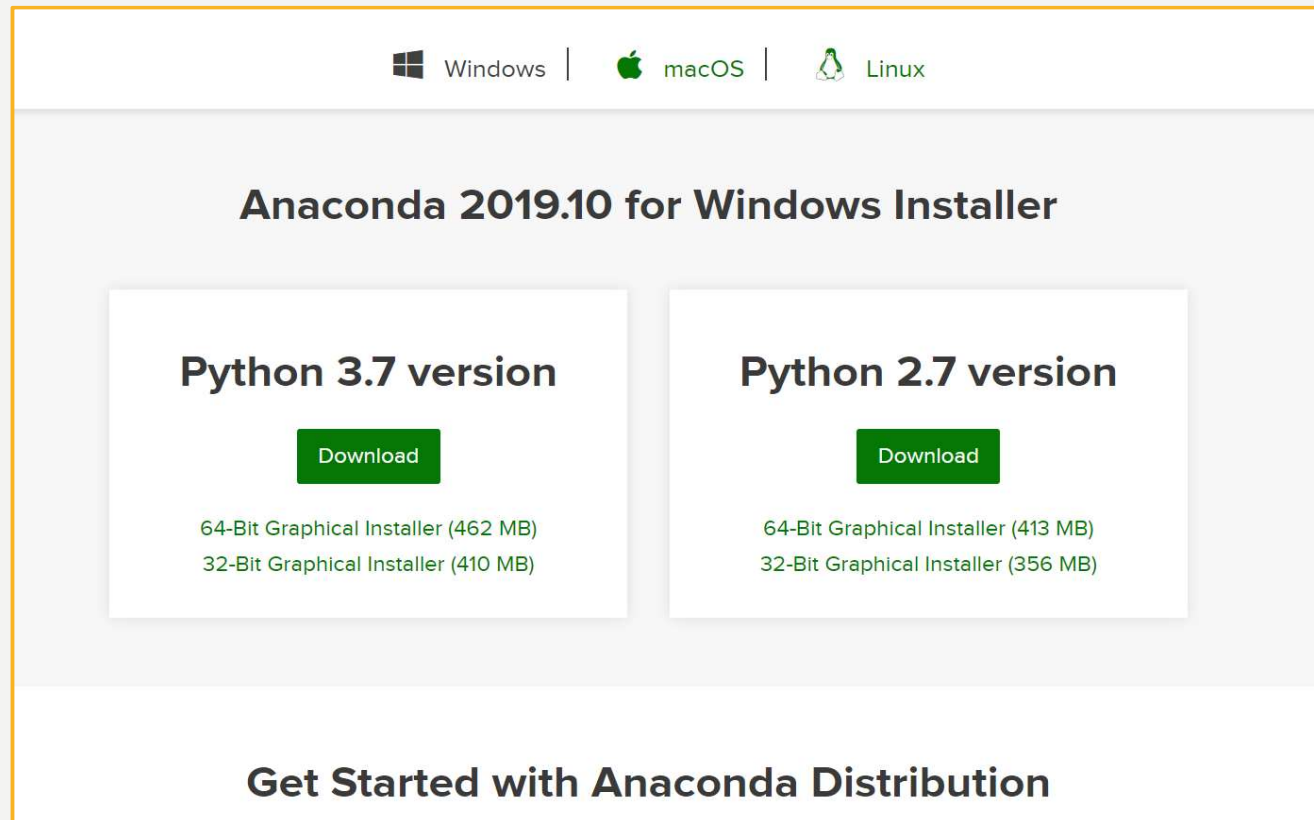 Windows | macOS | Linux
Anaconda 2019.10 for Windows Installer
Python 3.7 version
Download
64-Bit Graphical Installer (462 MB)
32-Bit Graphical Installer (410 MB)
Python 2.7 version
Download
64-Bit Graphical Installer (413 MB)
32-Bit Graphical Installer (356 MB)
Get Started with Anaconda Distribution